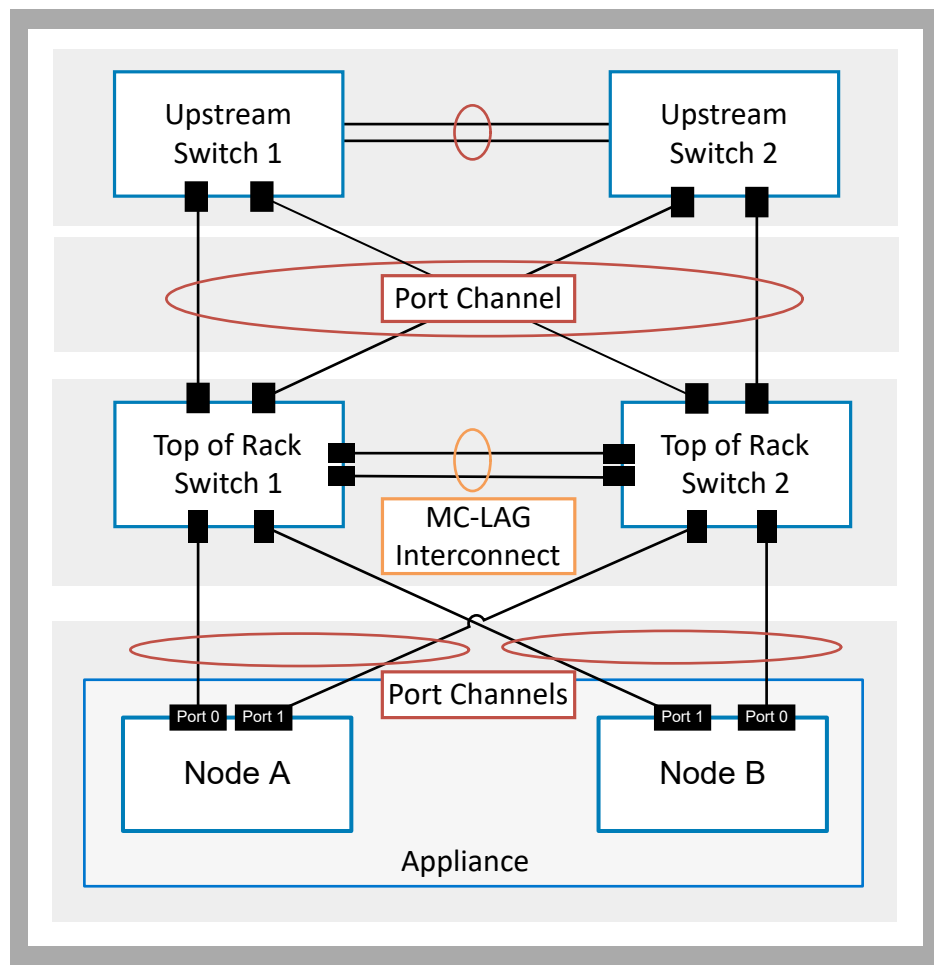 Upstream
Switch 1
Upstream
Switch 2
Port Channel
Top of Rack
Switch 1
Top of Rack
Switch 2
MC-LAG
Interconnect
Port Channels
Port 0
Port 1
Port 1
Port 0
Node A
Node B
Appliance